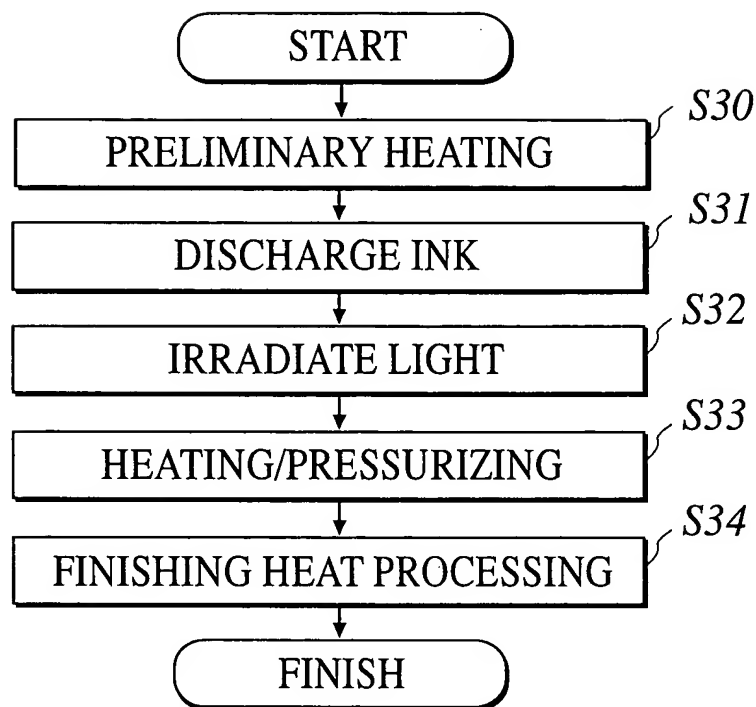 START
S30
PRELIMINARY HEATING
S31
DISCHARGE INK
S32
IRRADIATE LIGHT
S33
HEATING/PRESSURIZING
S34
FINISHING HEAT PROCESSING
FINISH